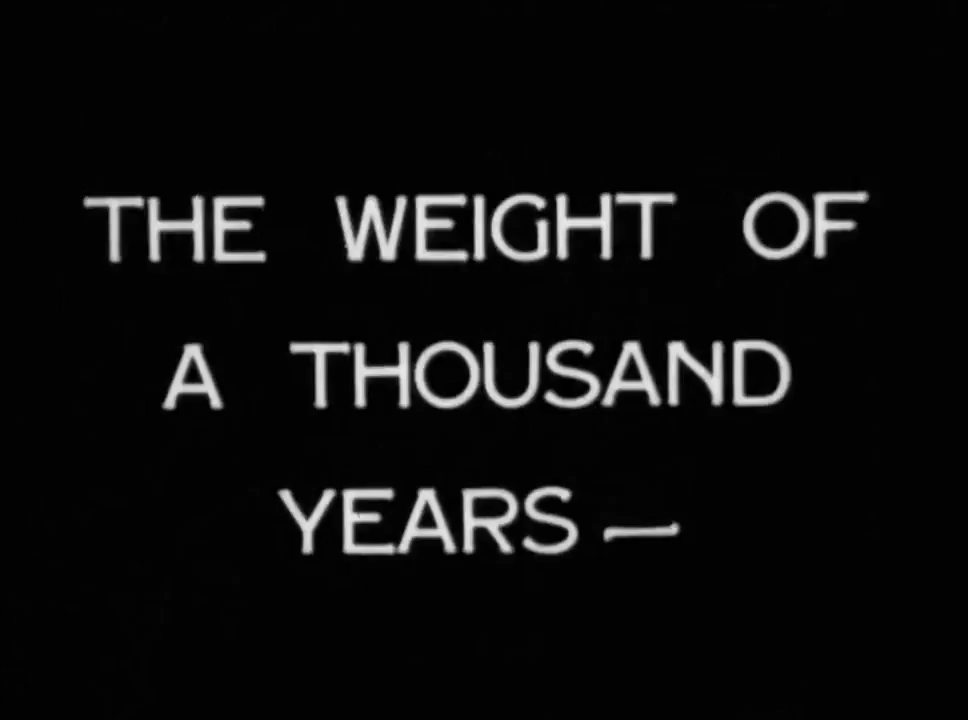 THE WEIGHT OF
A THOUSAND
YEARS —